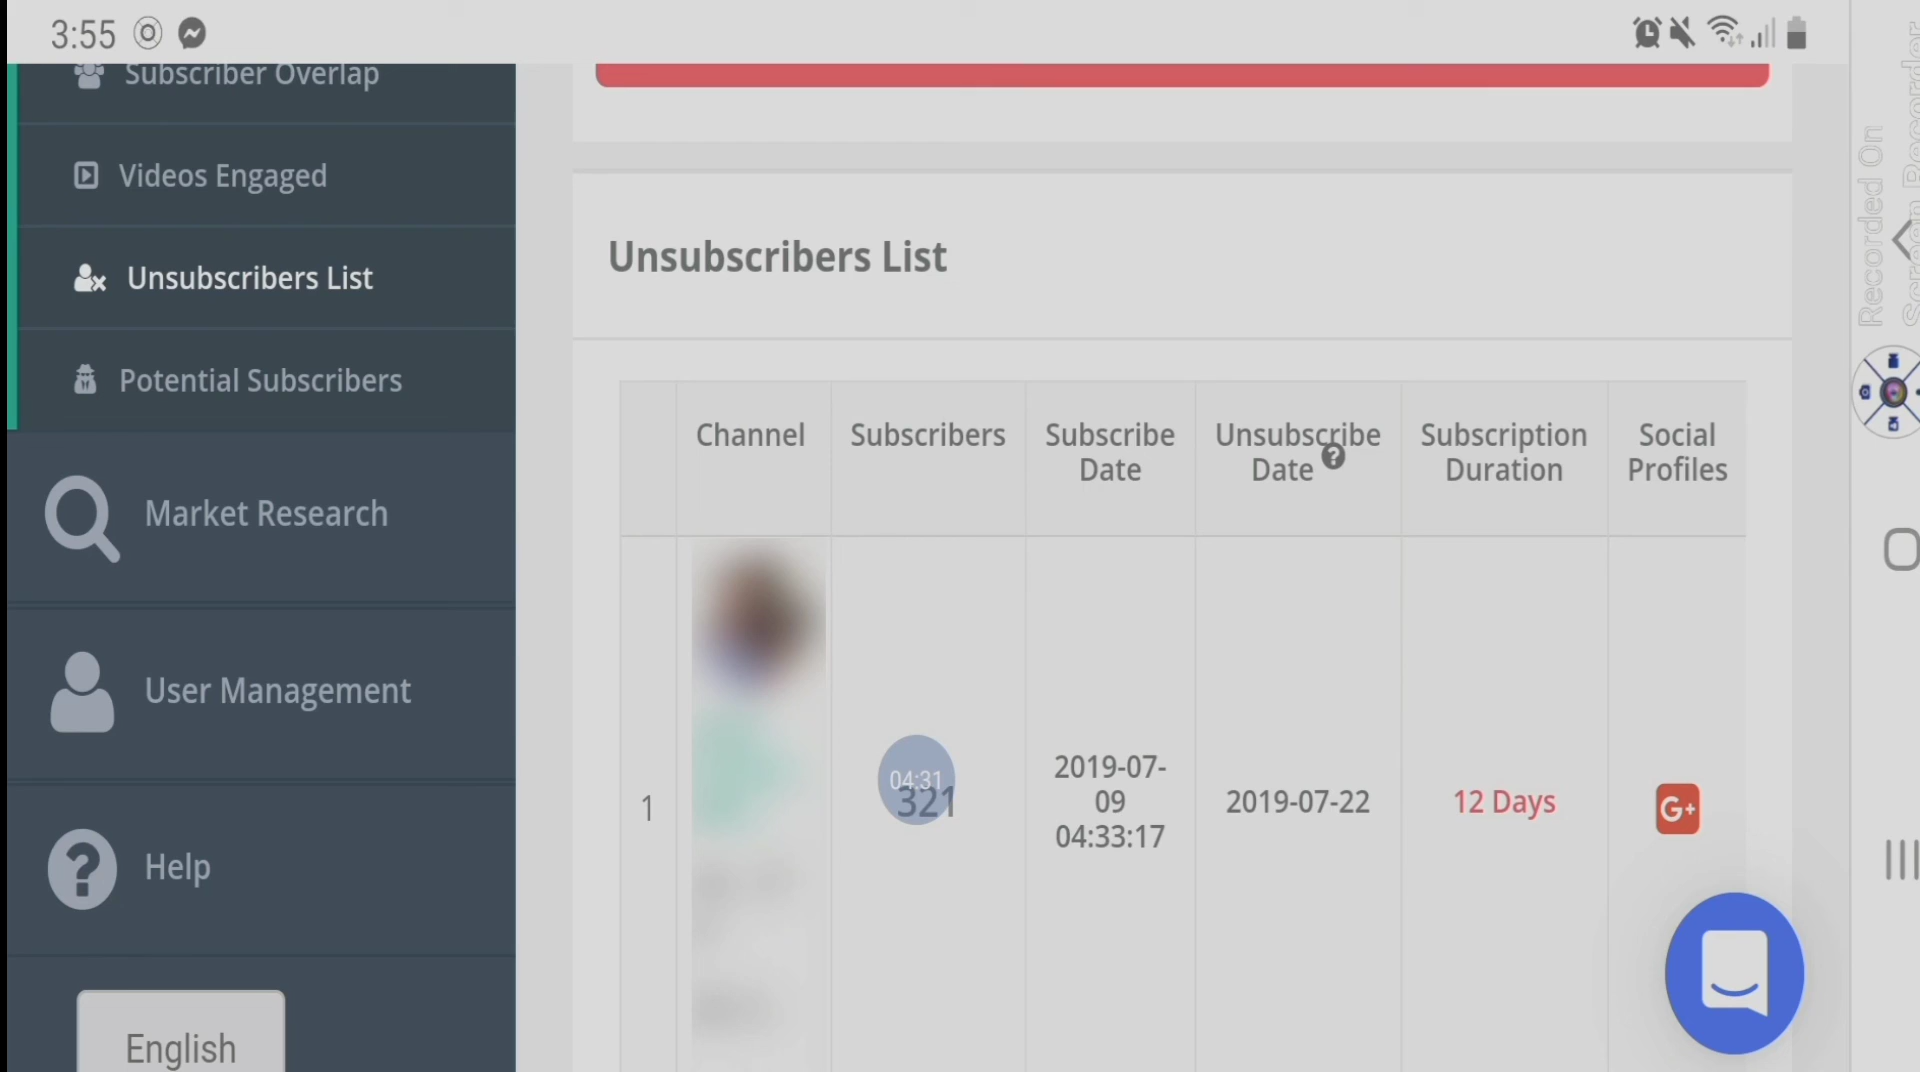 3:55
Subscriber Overlap
Videos Engaged
Unsubscribers List
Potential Subscribers
Market Research
User Management
Help
English
Unsubscribers List
Channel
Subscribers
Subscribe
Date
Unsubscribe
Date ?
Subscription
Duration
Social
Profiles
1
04:31
321
2019-07-
09
04:33:17
2019-07-22
12 Days
G+
Recorded On
Screen Recorder